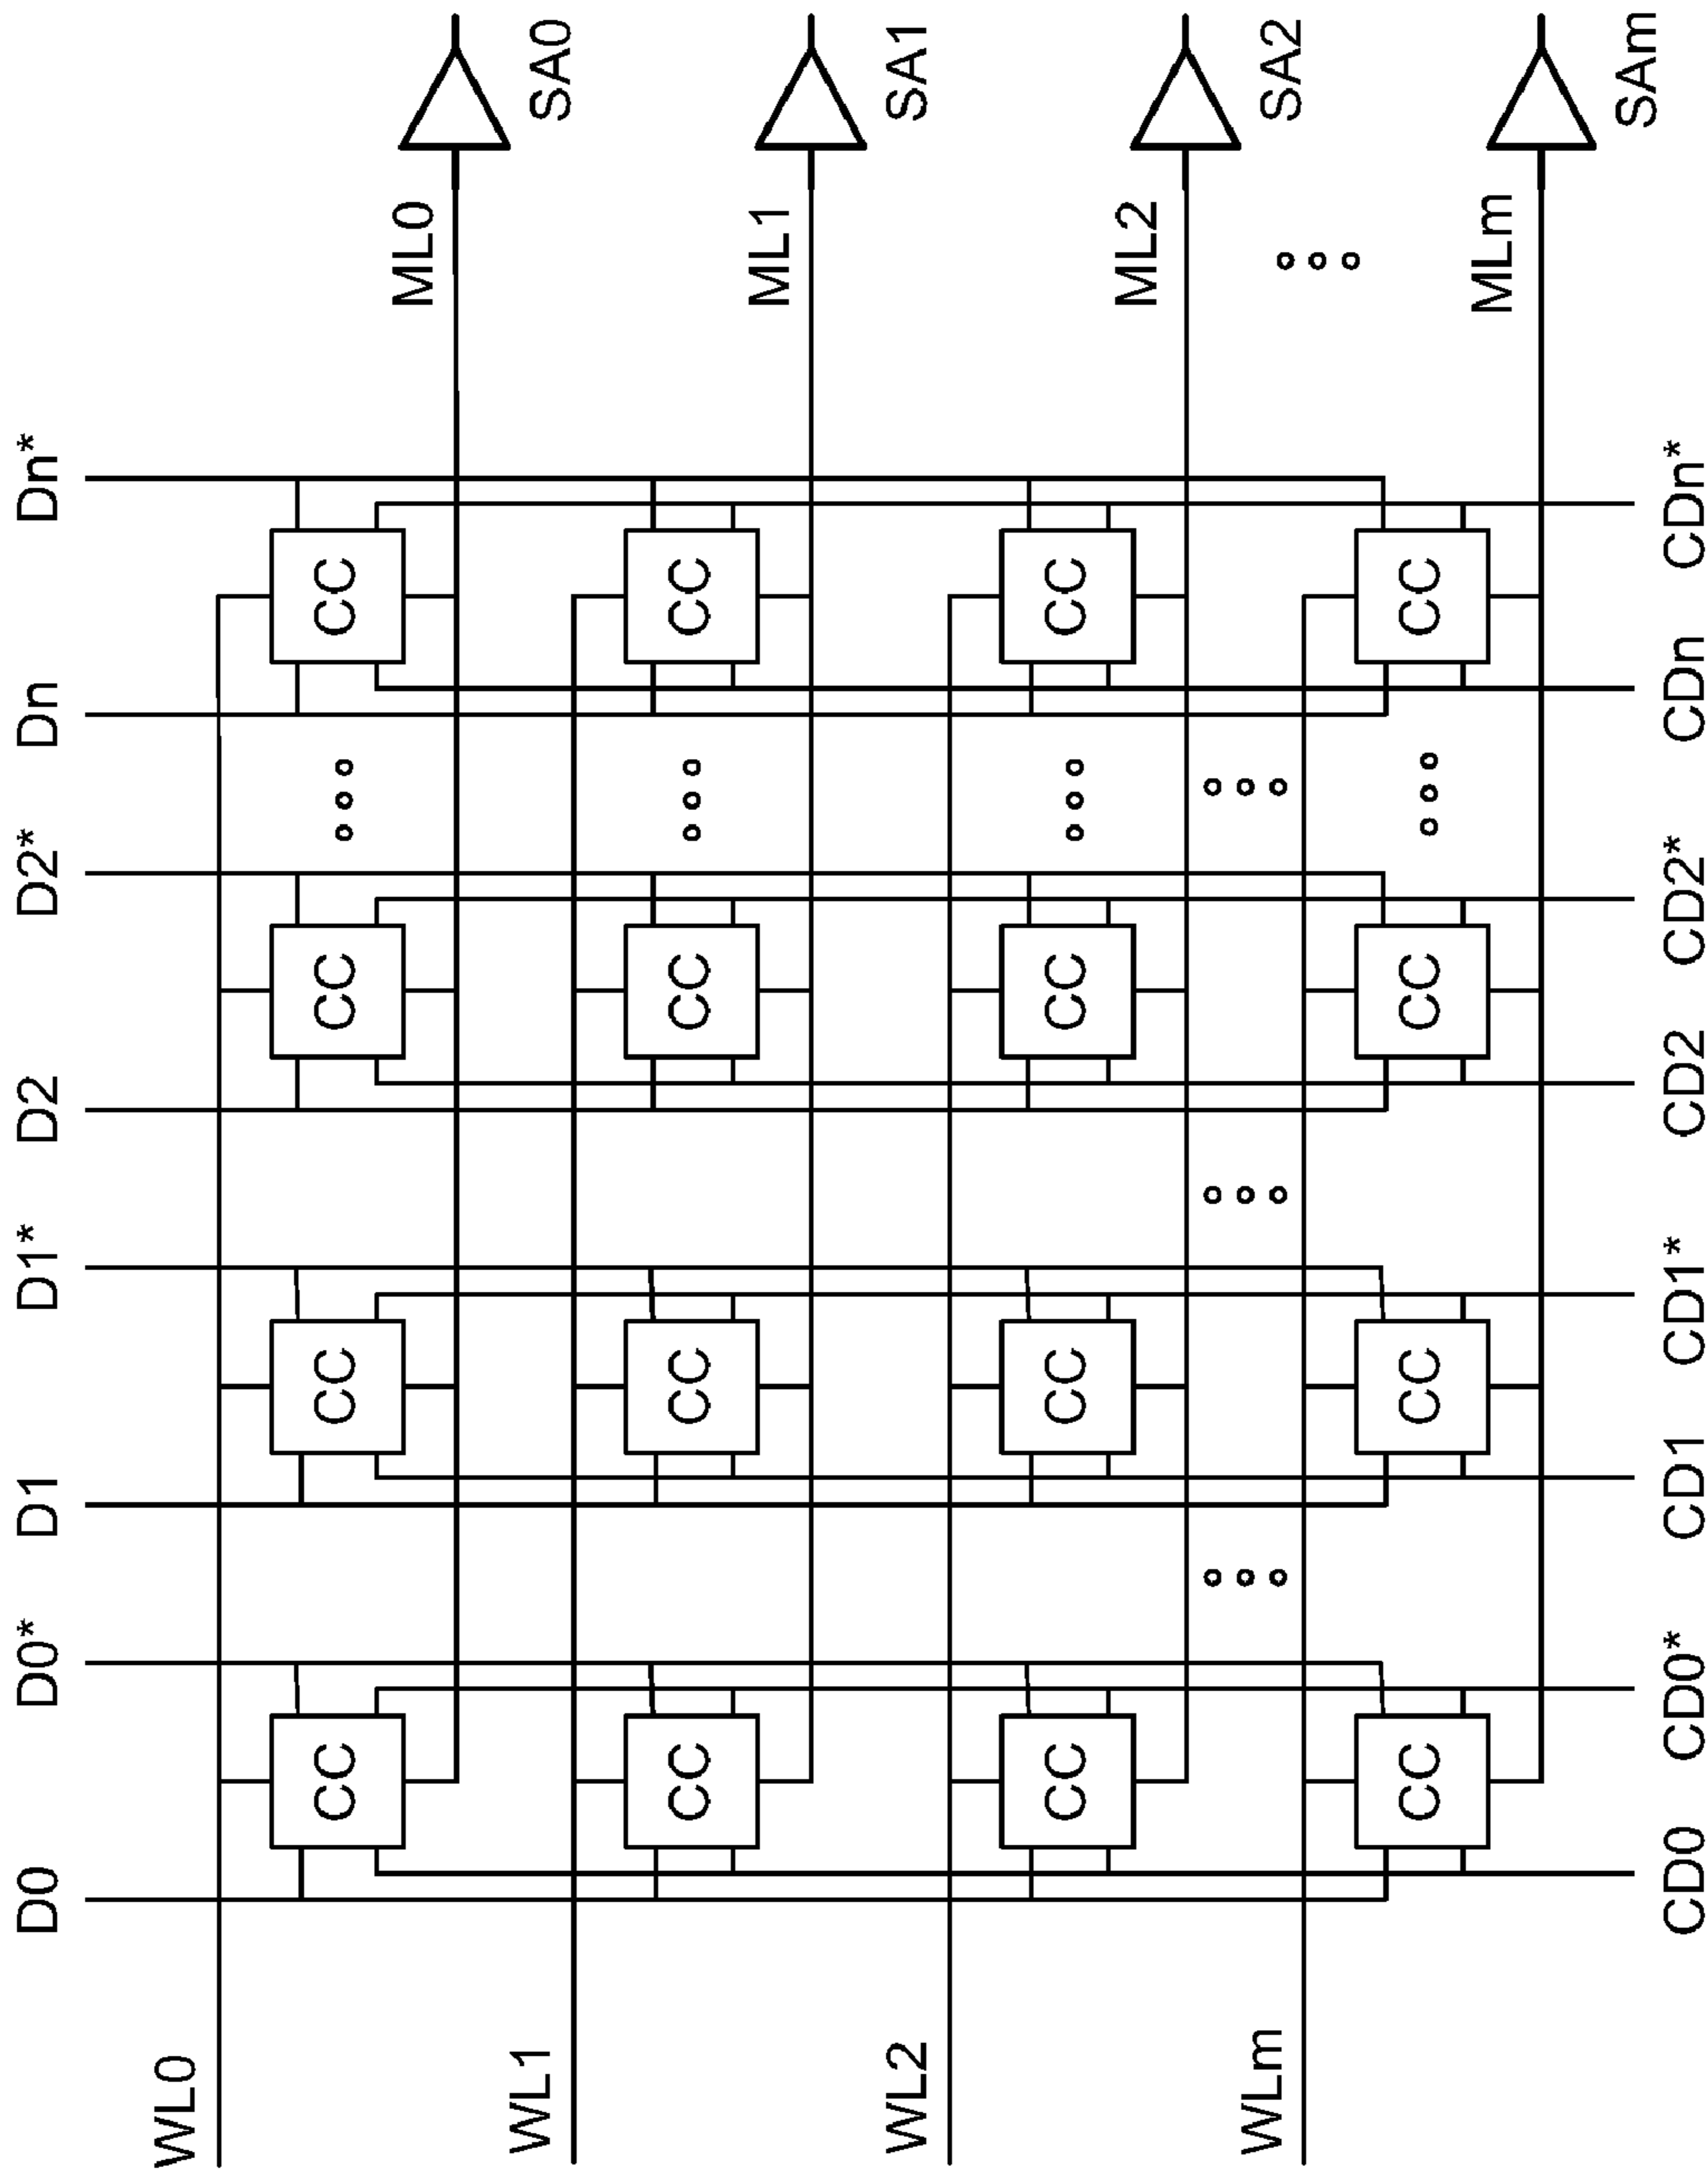 D0 D0* D1 D1* D2 D2* Dn Dn*
WL0
CC CC CC CC
ML0
SA0
WL1
CC CC CC CC
ML1
SA1
WL2
CC CC CC CC
ML2
SA2
WLm
CC CC CC CC
MLm
SAm
CD0 CD0* CD1 CD1* CD2 CD2* CDn CDn*